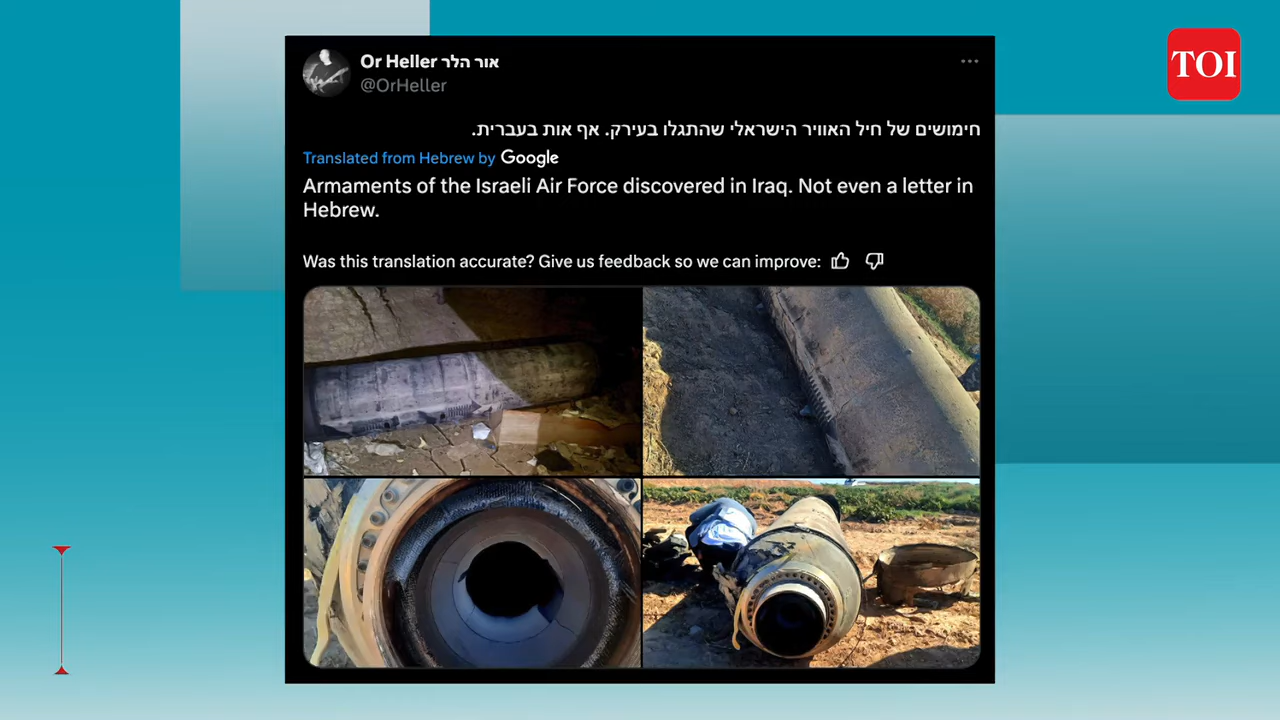 Or Heller אור הלר
@OrHeller
TOI
חימושים של חיל האוויר הישראלי שהתגלו בעירק. אף אות בעברית.
Translated from Hebrew by Google
Armaments of the Israeli Air Force discovered in Iraq. Not even a letter in
Hebrew.
Was this translation accurate? Give us feedback so we can improve: